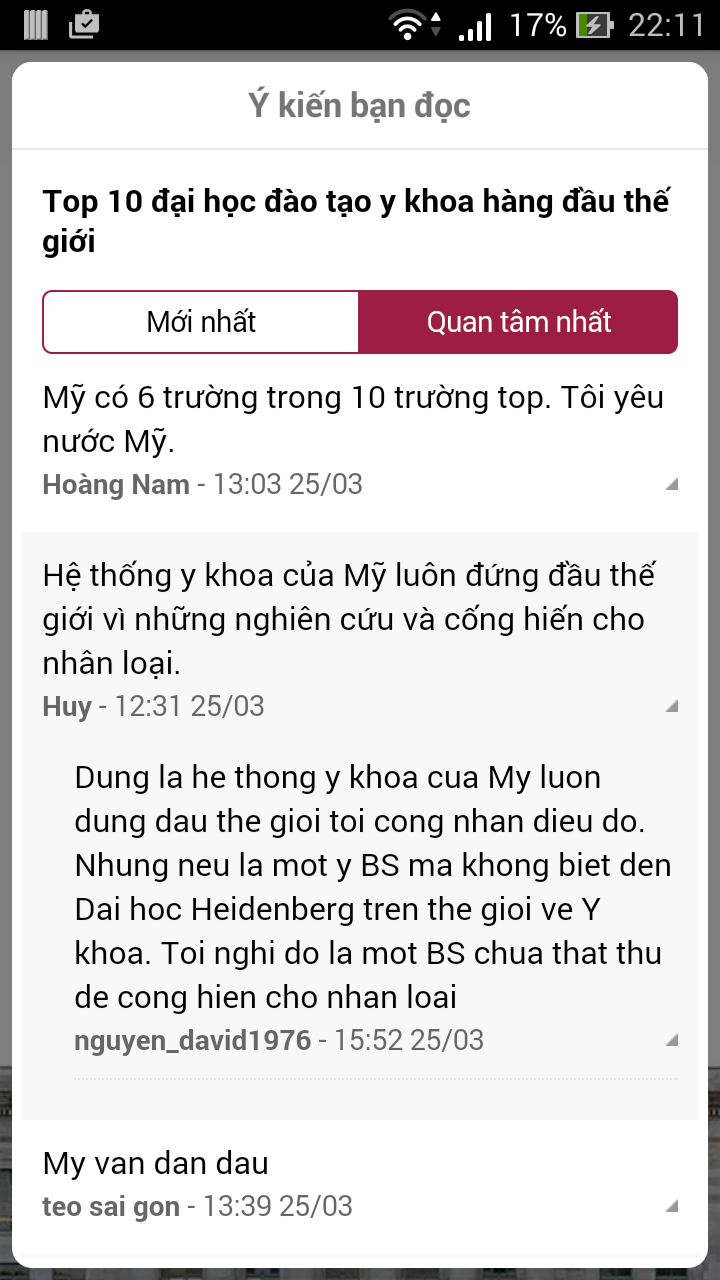 17% 22:11
Ý kiến bạn đọc
Top 10 đại học đào tạo y khoa hàng đầu thế
giới
Mới nhất Quan tâm nhất
Mỹ có 6 trường trong 10 trường top. Tôi yêu
nước Mỹ.
Hoàng Nam - 13:03 25/03
Hệ thống y khoa của Mỹ luôn đứng đầu thế
giới vì những nghiên cứu và cống hiến cho
nhân loại.
Huy - 12:31 25/03
Dung la he thong y khoa cua My luon
dung dau the gioi toi cong nhan dieu do.
Nhung neu la mot y BS ma khong biet den
Dai hoc Heidenberg tren the gioi ve Y
khoa. Toi nghi do la mot BS chua that thu
de cong hien cho nhan loai
nguyen_david1976 - 15:52 25/03
My van dan dau
teo sai gon - 13:39 25/03